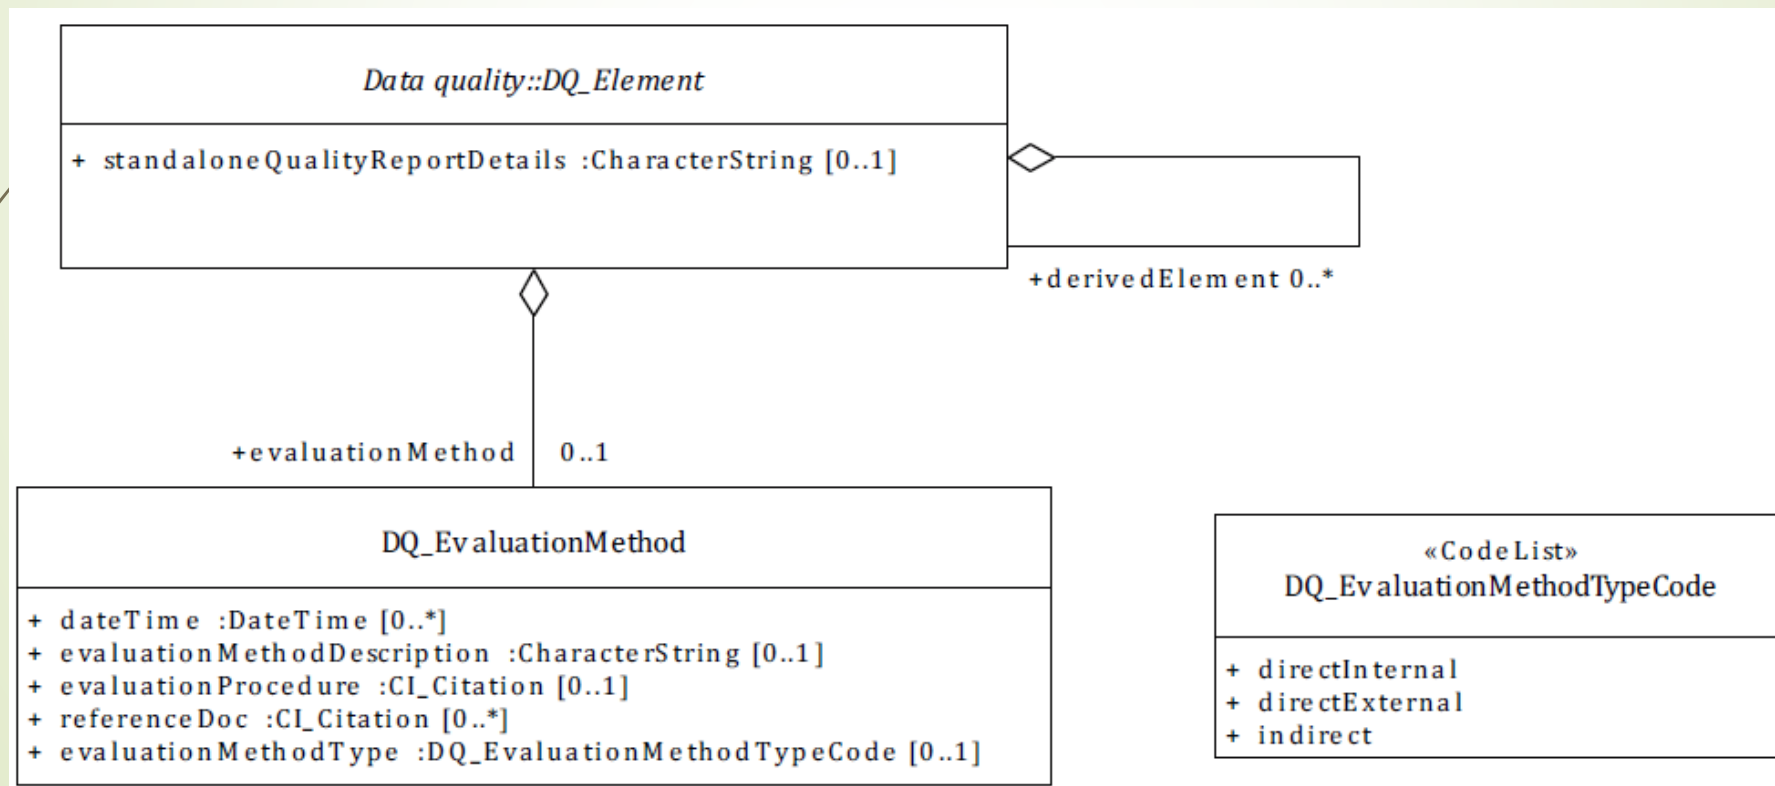 Data quality::DQ_Element
+ standaloneQualityReportDetails :CharacterString [0..1]
+derivedElement 0..*
+evaluationMethod 0..1
DQ_EvaluationMethod
+ dateTime :DateTime [0..*]
+ evaluationMethodDescription :CharacterString [0..1]
+ evaluationProcedure :CI_Citation [0..1]
+ referenceDoc :CI_Citation [0..*]
+ evaluationMethodType :DQ_EvaluationMethodTypeCode [0..1]
«CodeList»
DQ_EvaluationMethodTypeCode
+ directInternal
+ directExternal
+ indirect